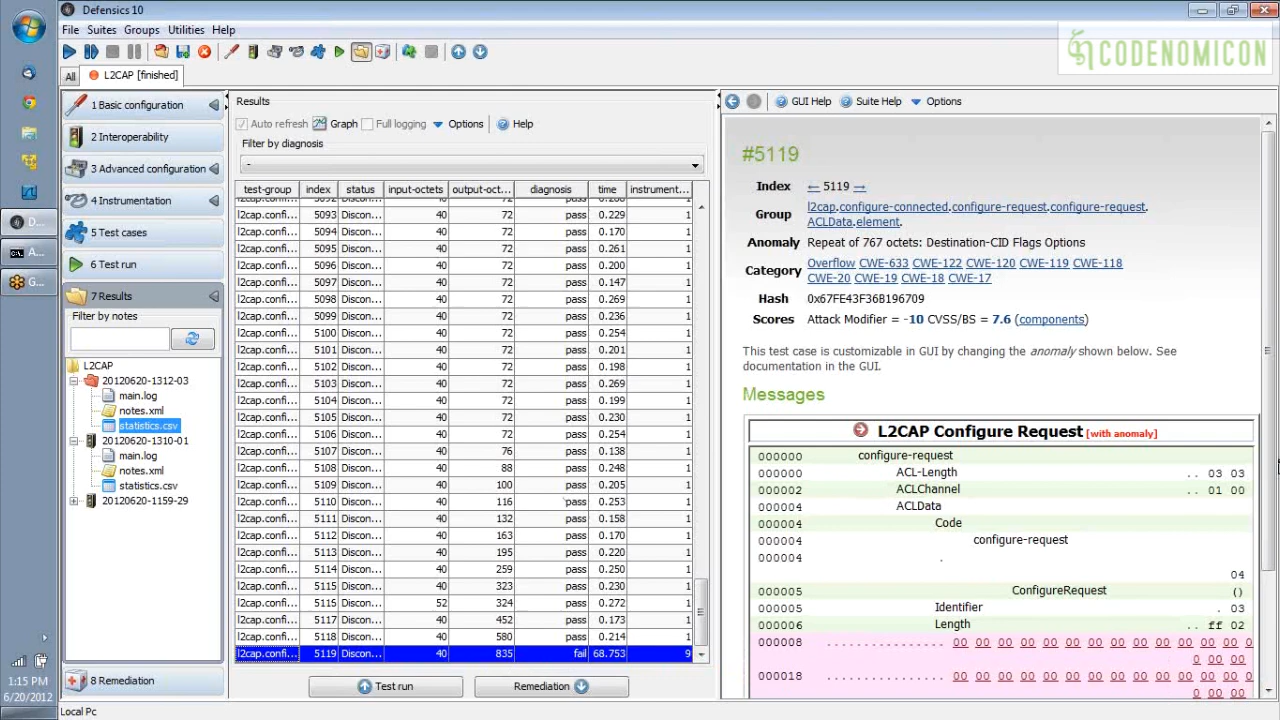 Defensics 10
File Suites Groups Utilities Help
CODENOMICON
All L2CAP [finished]
1 Basic configuration
2 Interoperability
3 Advanced configuration
4 Instrumentation
5 Test cases
6 Test run
7 Results
Filter by notes
L2CAP
20120620-1312-03
main.log
notes.xml
statistics.csv
20120620-1310-01
main.log
notes.xml
statistics.csv
20120620-1159-29
8 Remediation
D...
A...
G...
1:15 PM
6/20/2012
Local Pc
Results
Auto refresh Graph Full logging Options Help
Filter by diagnosis
-
test-group index status input-octets output-oct... diagnosis time instrument...
l2cap.confi... 5093 Discon... 40 72 pass 0.229 1
l2cap.confi... 5094 Discon... 40 72 pass 0.170 1
l2cap.confi... 5095 Discon... 40 72 pass 0.261 1
l2cap.confi... 5096 Discon... 40 72 pass 0.200 1
l2cap.confi... 5097 Discon... 40 72 pass 0.147 1
l2cap.confi... 5098 Discon... 40 72 pass 0.269 1
l2cap.confi... 5099 Discon... 40 72 pass 0.236 1
l2cap.confi... 5100 Discon... 40 72 pass 0.254 1
l2cap.confi... 5101 Discon... 40 72 pass 0.201 1
l2cap.confi... 5102 Discon... 40 72 pass 0.198 1
l2cap.confi... 5103 Discon... 40 72 pass 0.269 1
l2cap.confi... 5104 Discon... 40 72 pass 0.199 1
l2cap.confi... 5105 Discon... 40 72 pass 0.230 1
l2cap.confi... 5106 Discon... 40 72 pass 0.254 1
l2cap.confi... 5107 Discon... 40 76 pass 0.138 1
l2cap.confi... 5108 Discon... 40 88 pass 0.248 1
l2cap.confi... 5109 Discon... 40 100 pass 0.205 1
l2cap.confi... 5110 Discon... 40 116 pass 0.253 1
l2cap.confi... 5111 Discon... 40 132 pass 0.158 1
l2cap.confi... 5112 Discon... 40 163 pass 0.170 1
l2cap.confi... 5113 Discon... 40 195 pass 0.220 1
l2cap.confi... 5114 Discon... 40 259 pass 0.250 1
l2cap.confi... 5115 Discon... 40 323 pass 0.230 1
l2cap.confi... 5116 Discon... 52 324 pass 0.272 1
l2cap.confi... 5117 Discon... 40 452 pass 0.173 1
l2cap.confi... 5118 Discon... 40 580 pass 0.214 1
l2cap.confi... 5119 Discon... 40 835 fail 68.753 9
Test run Remediation
GUI Help Suite Help Options
#5119
Index ← 5119 →
Group l2cap.configure-connected.configure-request.configure-request.
ACLData.element.
Anomaly Repeat of 767 octets: Destination-CID Flags Options
Category Overflow CWE-633 CWE-122 CWE-120 CWE-119 CWE-118
CWE-20 CWE-19 CWE-18 CWE-17
Hash 0x67FE43F36B196709
Scores Attack Modifier = -10 CVSS/BS = 7.6 (components)
This test case is customizable in GUI by changing the anomaly shown below. See
documentation in the GUI.
Messages
L2CAP Configure Request [with anomaly]
000000 configure-request
000000 ACL-Length .. 03 03
000002 ACLChannel .. 01 00
000004 ACLData
000004 Code
000004 configure-request
000004 .
04
000005 ConfigureRequest ()
000005 Identifier . 03
000006 Length .. ff 02
000008 ................ 00 00 00 00 00 00 00 00 00 00 0
0 00 00
000018 ................ 00 00 00 00 00 00 00 00 00 00 0
0 00 00